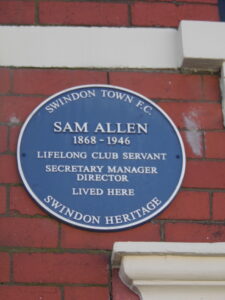 SWINDON TOWN F.C.
SAM ALLEN
1868 - 1946
LIFELONG CLUB SERVANT
SECRETARY MANAGER
DIRECTOR
LIVED HERE
SWINDON HERITAGE